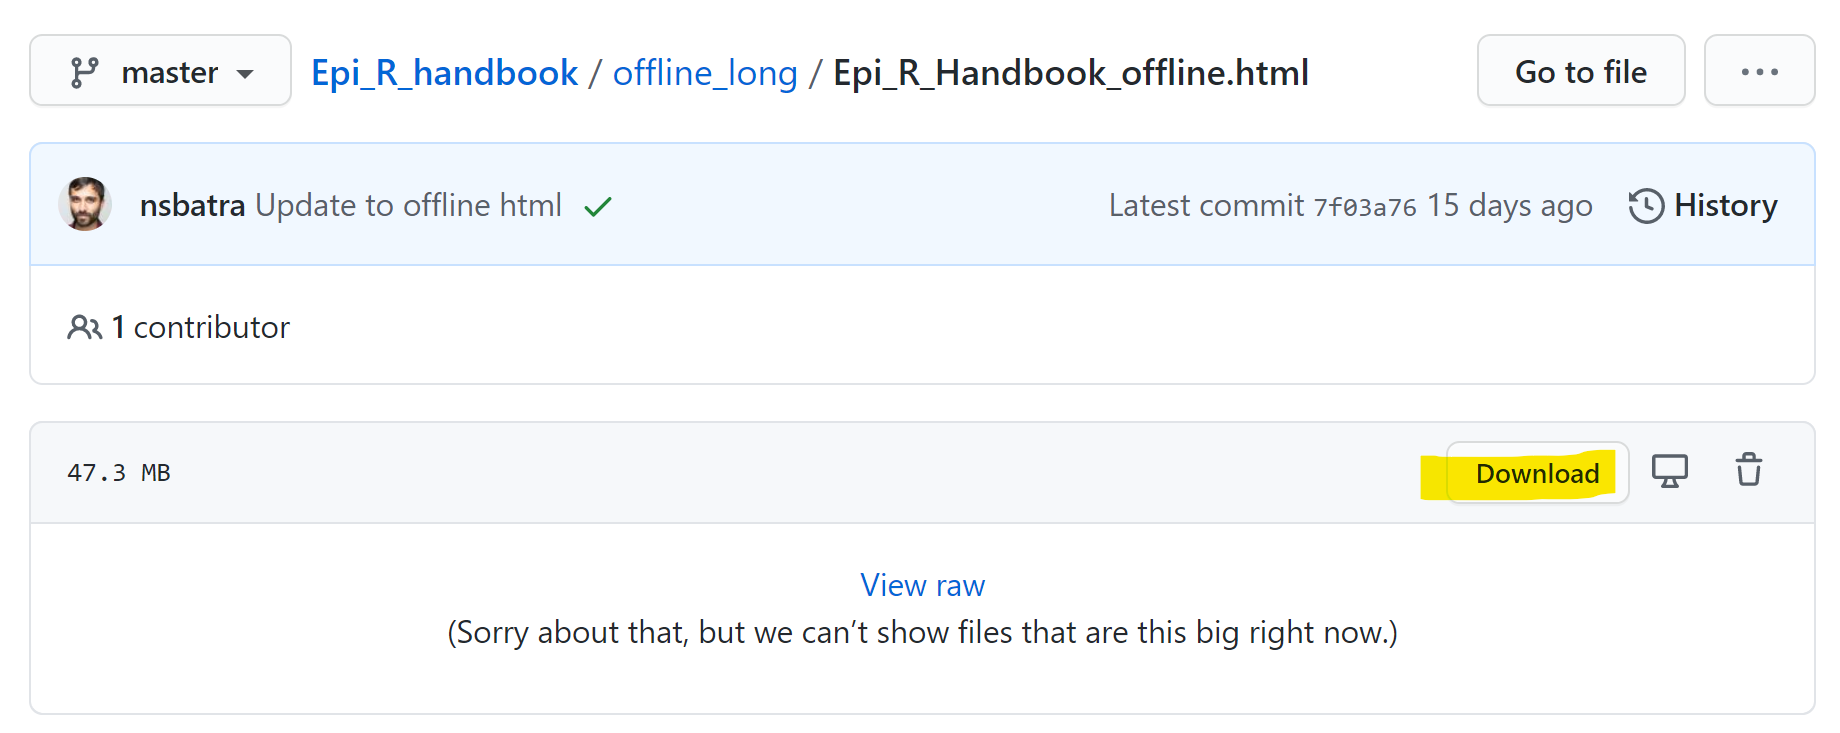 master Epi_R_handbook / offline_long / Epi_R_Handbook_offline.html Go to file
nsbatra Update to offline html Latest commit 7f03a76 15 days ago History
1 contributor
47.3 MB Download
View raw
(Sorry about that, but we can’t show files that are this big right now.)